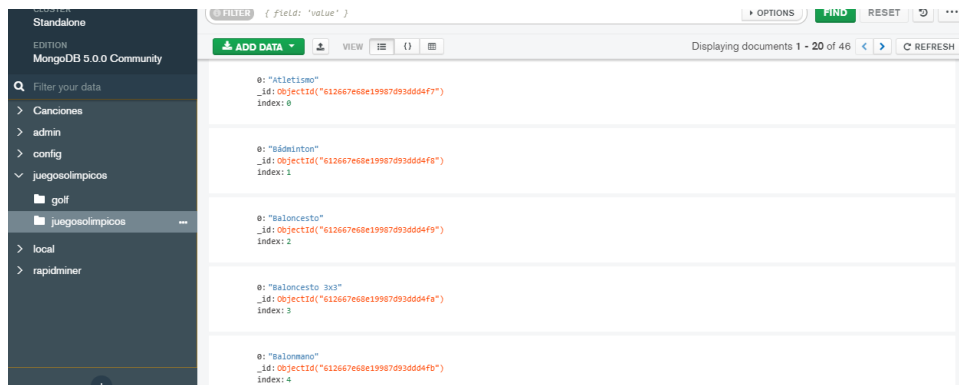 CLUSTER
Standalone
EDITION
MongoDB 5.0.0 Community
Filter your data
Canciones
admin
config
juegosolimpicos
golf
juegosolimpicos
local
rapidminer
FILTER { field: 'value' } OPTIONS FIND RESET
ADD DATA VIEW {} Displaying documents 1 - 20 of 46 REFRESH
0: "Atletismo"
_id: ObjectId("612667e68e19987d93ddd4f7")
index: 0
0: "Bádminton"
_id: ObjectId("612667e68e19987d93ddd4f8")
index: 1
0: "Baloncesto"
_id: ObjectId("612667e68e19987d93ddd4f9")
index: 2
0: "Baloncesto 3x3"
_id: ObjectId("612667e68e19987d93ddd4fa")
index: 3
0: "Balonmano"
_id: ObjectId("612667e68e19987d93ddd4fb")
index: 4